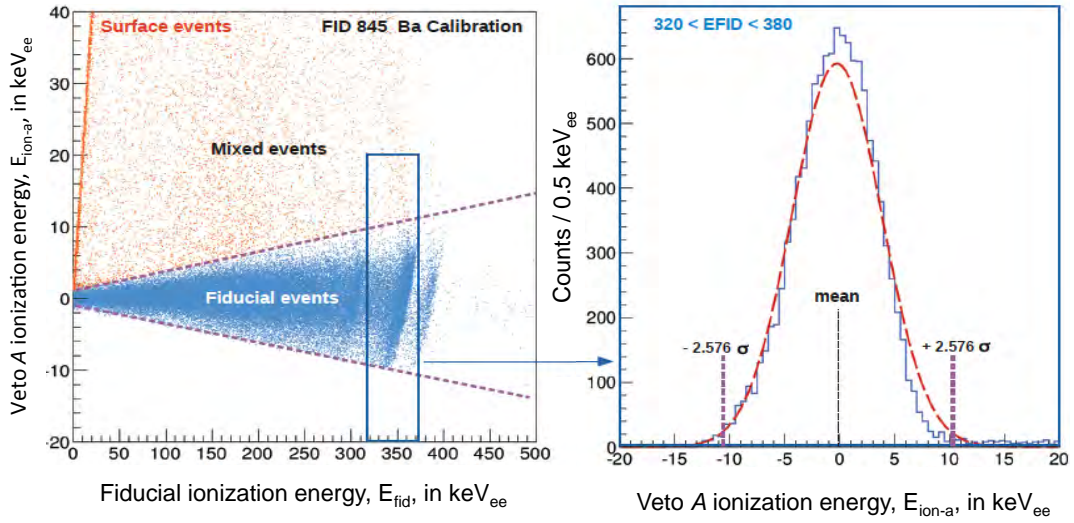 Surface events
FID 845 Ba Calibration
Mixed events
Fiducial events
40
30
20
10
0
-10
-20
0 50 100 150 200 250 300 350 400 450 500
Veto A ionization energy, E_ion-a, in keV_ee
Fiducial ionization energy, E_fid, in keV_ee
320 < EFID < 380
mean
- 2.576 σ
+ 2.576 σ
600
500
400
300
200
100
0
-20 -15 -10 -5 0 5 10 15 20
Counts / 0.5 keV_ee
Veto A ionization energy, E_ion-a, in keV_ee